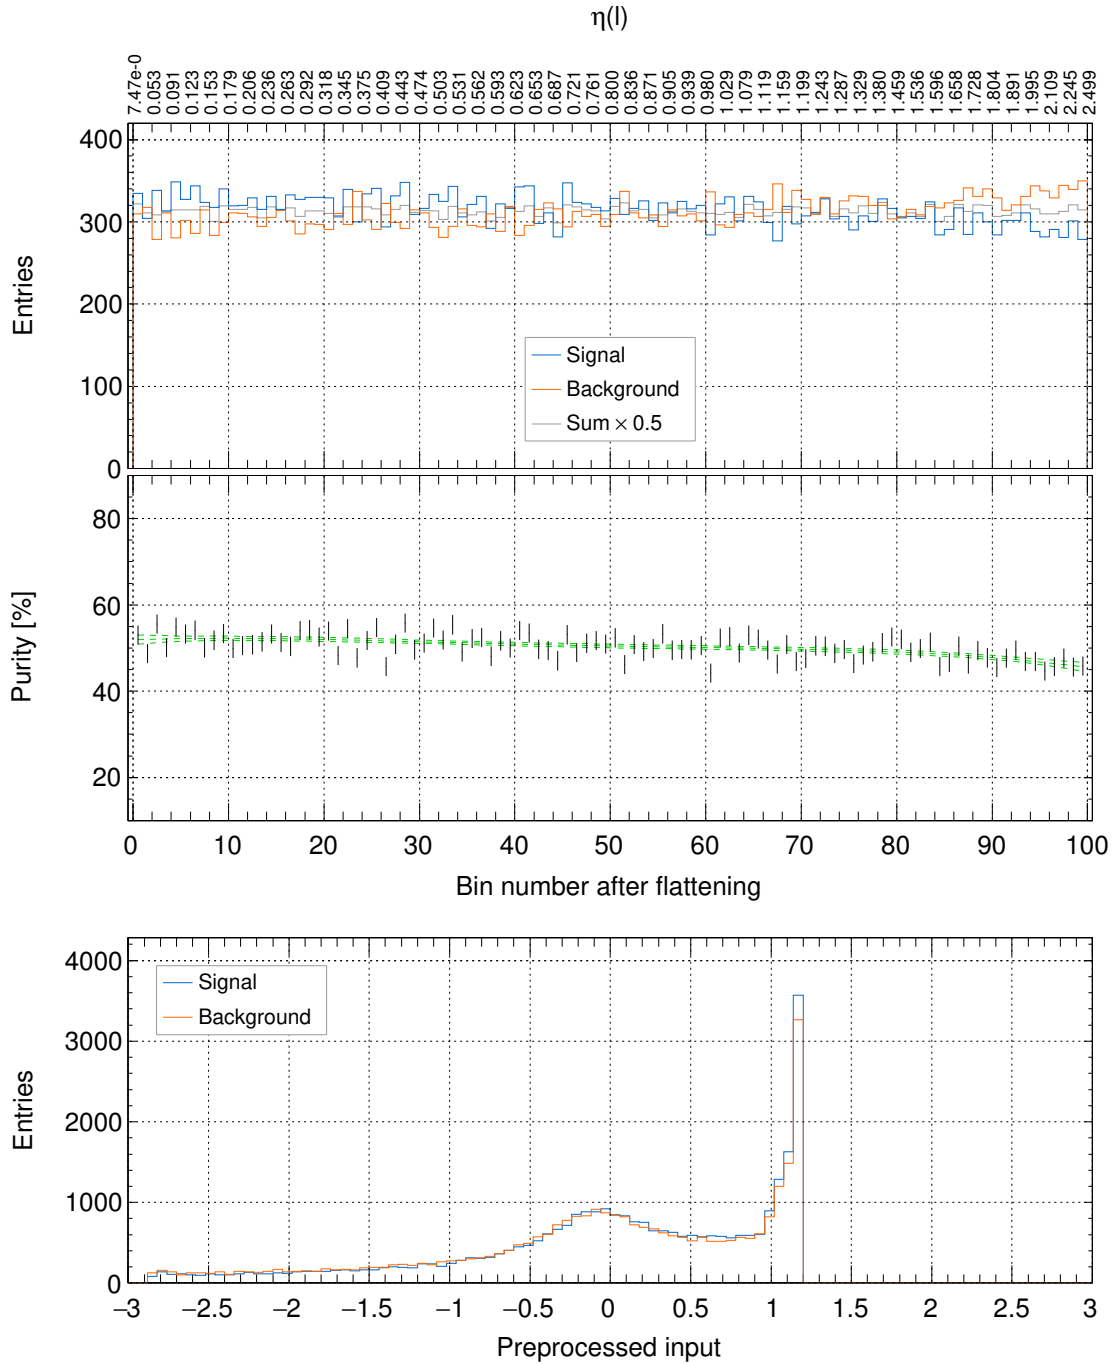 η(l)
7.47e-0 0.053 0.091 0.123 0.153 0.179 0.206 0.236 0.263 0.292 0.318 0.345 0.375 0.409 0.443 0.474 0.503 0.531 0.562 0.593 0.623 0.653 0.687 0.721 0.761 0.800 0.836 0.871 0.905 0.939 0.980 1.029 1.079 1.119 1.159 1.199 1.243 1.287 1.329 1.380 1.459 1.536 1.596 1.658 1.728 1.804 1.891 1.995 2.109 2.245 2.499
400
300
200
100
0
Entries
Signal
Background
Sum × 0.5
80
60
40
20
Purity [%]
0 10 20 30 40 50 60 70 80 90 100
Bin number after flattening
4000
3000
2000
1000
0
Entries
Signal
Background
−3 −2.5 −2 −1.5 −1 −0.5 0 0.5 1 1.5 2 2.5 3
Preprocessed input